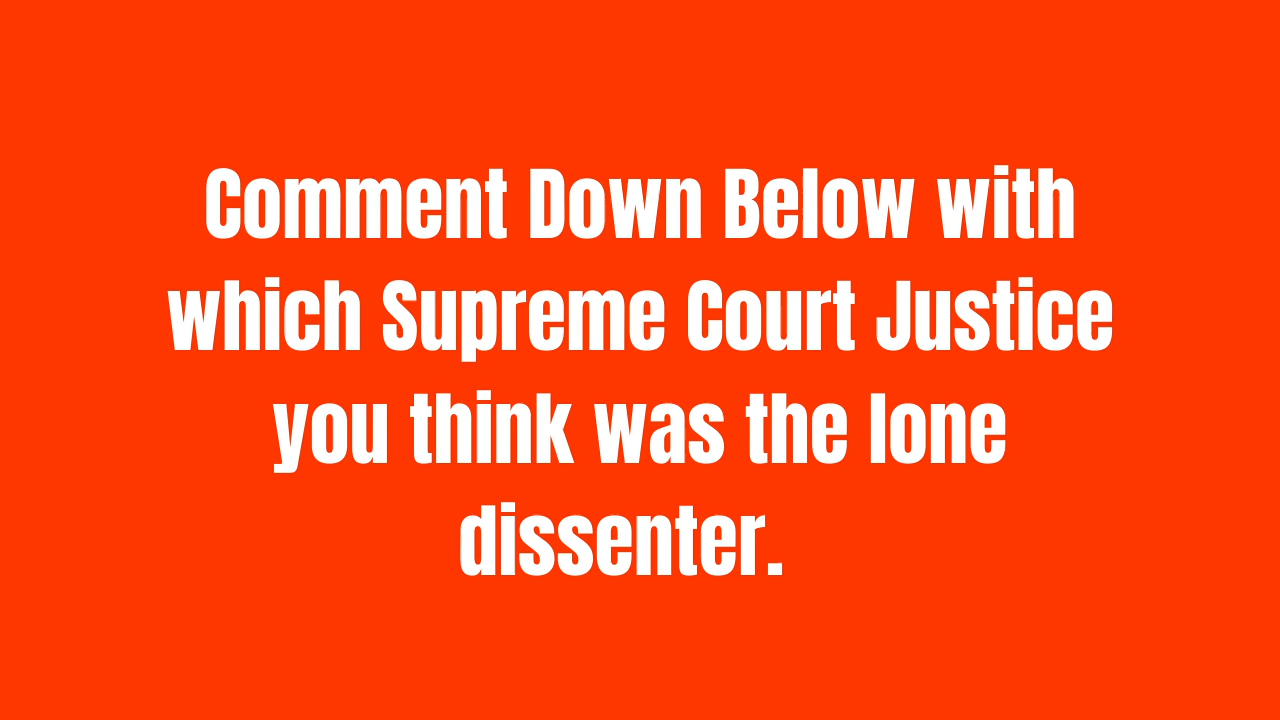 Comment Down Below with
which Supreme Court Justice
you think was the lone
dissenter.